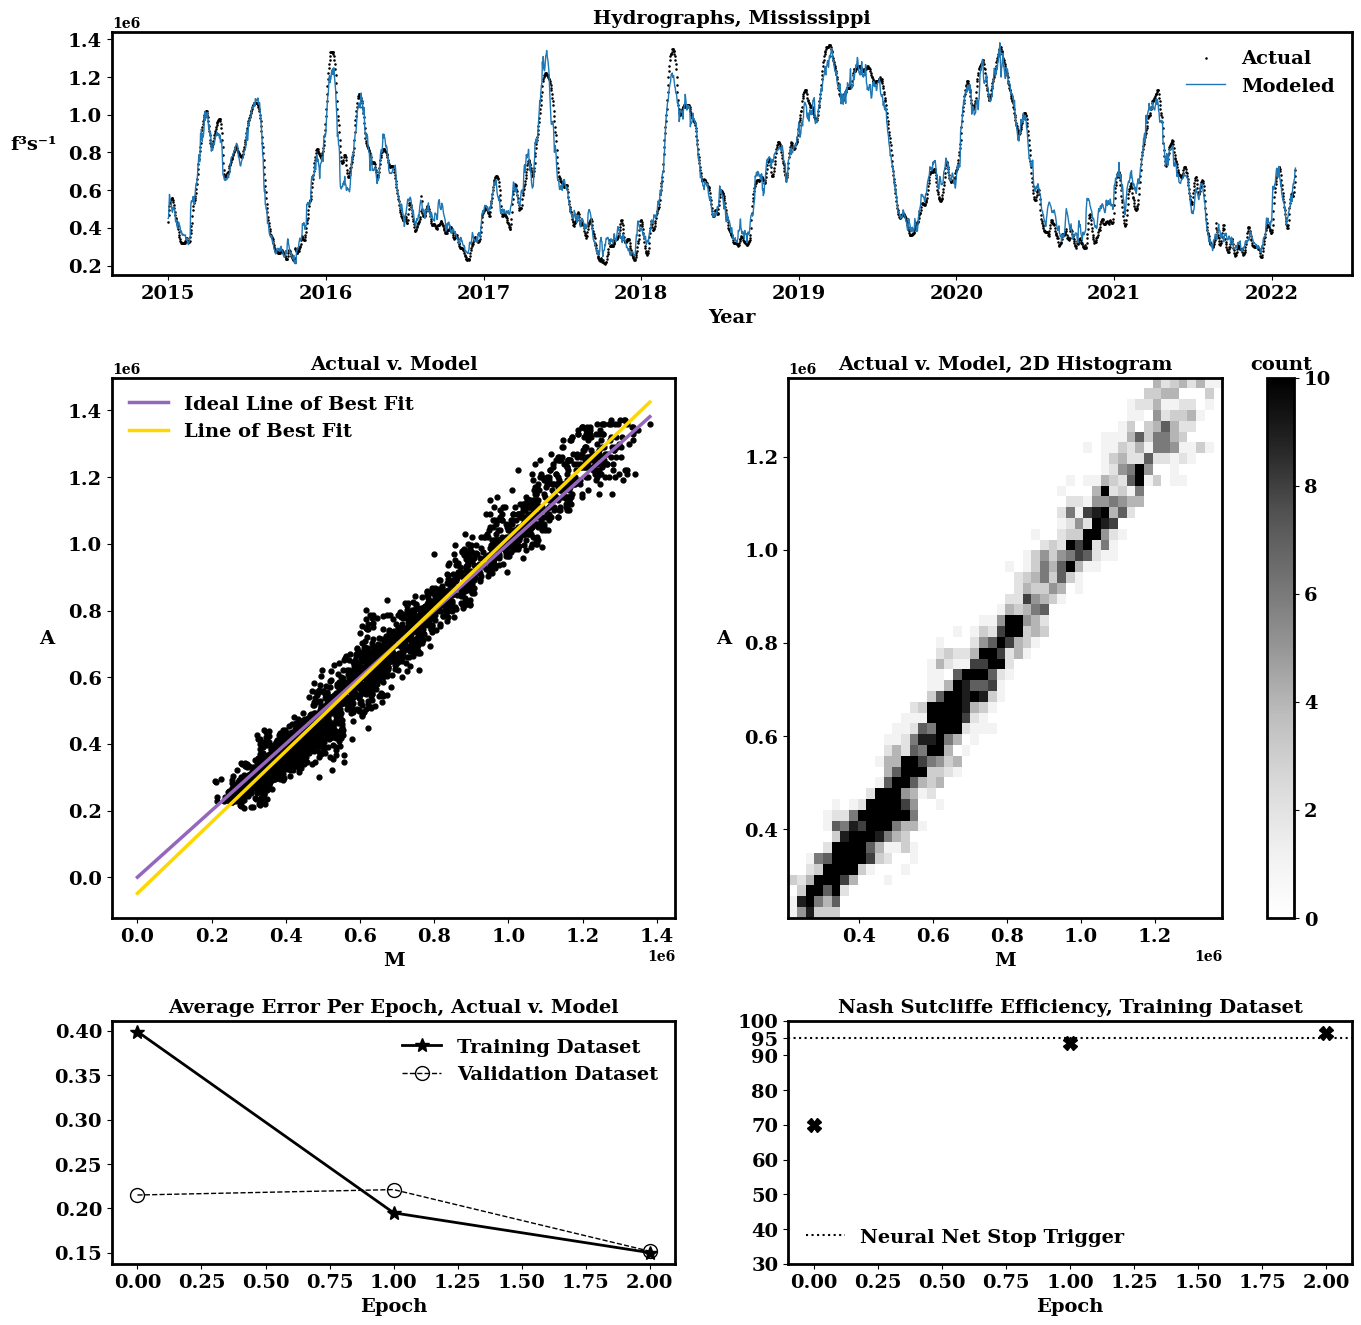 Hydrographs, Mississippi
1e6
1.4
1.2
1.0
0.8
0.6
0.4
0.2
f³s⁻¹
Actual
Modeled
2015 2016 2017 2018 2019 2020 2021 2022
Year
Actual v. Model
1e6
1.4
1.2
1.0
0.8
0.6
0.4
0.2
0.0
A
Ideal Line of Best Fit
Line of Best Fit
0.0 0.2 0.4 0.6 0.8 1.0 1.2 1.4
M
1e6
Actual v. Model, 2D Histogram
1e6
1.2
1.0
0.8
0.6
0.4
A
0.4 0.6 0.8 1.0 1.2
M
1e6
count
10
8
6
4
2
0
Average Error Per Epoch, Actual v. Model
0.40
0.35
0.30
0.25
0.20
0.15
Training Dataset
Validation Dataset
0.00 0.25 0.50 0.75 1.00 1.25 1.50 1.75 2.00
Epoch
Nash Sutcliffe Efficiency, Training Dataset
100
95
90
80
70
60
50
40
30
Neural Net Stop Trigger
0.00 0.25 0.50 0.75 1.00 1.25 1.50 1.75 2.00
Epoch